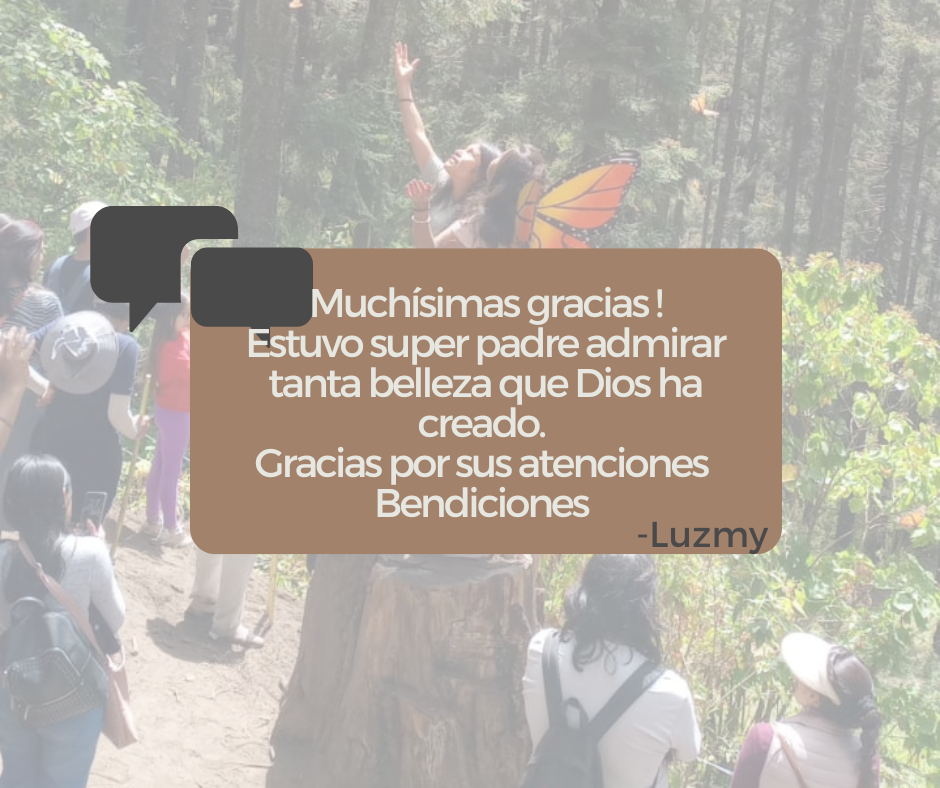 Muchísimas gracias !
Estuvo super padre admirar
tanta belleza que Dios ha
creado.
Gracias por sus atenciones
Bendiciones
-Luzmy